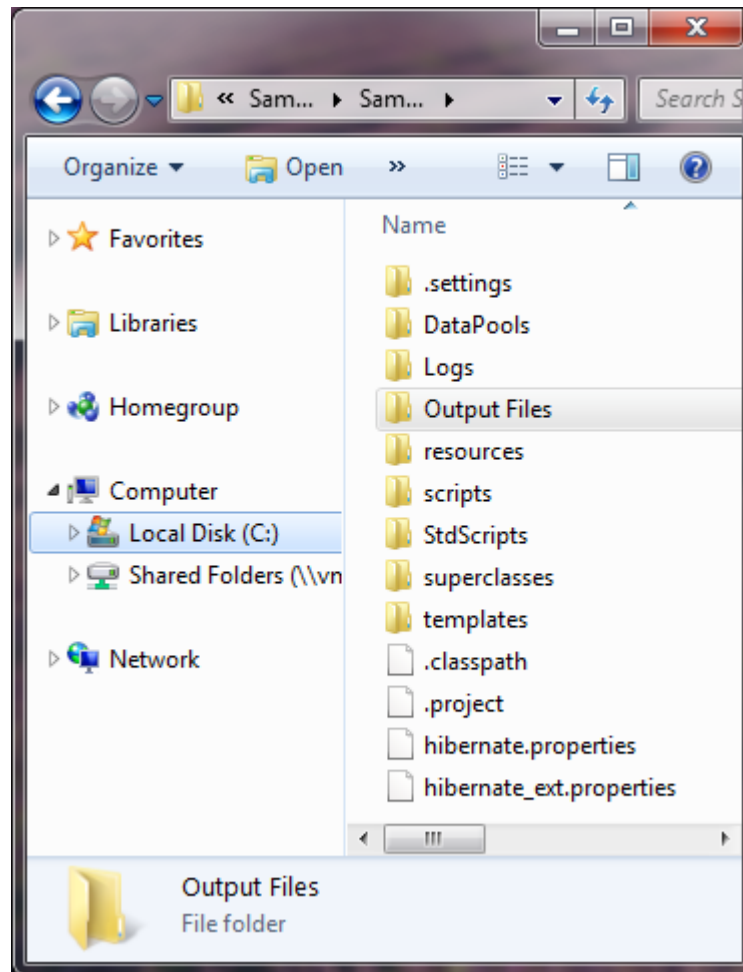 « Sam... Sam...
Search S
Organize
Open
»
Favorites
Libraries
Homegroup
Computer
Local Disk (C:)
Shared Folders (\\vn
Network
Name
.settings
DataPools
Logs
Output Files
resources
scripts
StdScripts
superclasses
templates
.classpath
.project
hibernate.properties
hibernate_ext.properties
Output Files
File folder